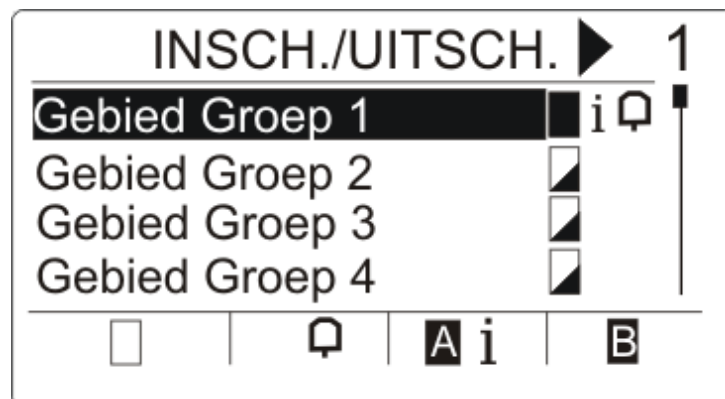 INSCH./UITSCH. 1
Gebied Groep 1 i
Gebied Groep 2
Gebied Groep 3
Gebied Groep 4
A i B